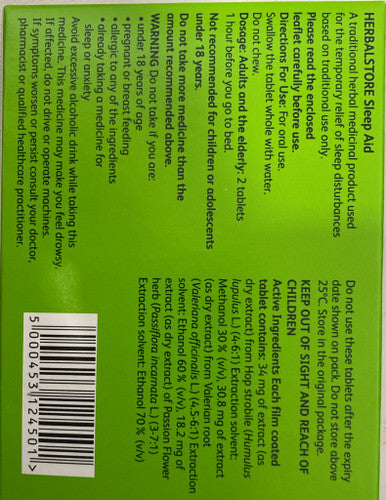 HERBALSTORE Sleep Aid
A traditional herbal medicinal product used
for the temporary relief of sleep disturbances
based on traditional use only.
Please read the enclosed
leaflet carefully before use.
Directions For Use: For oral use.
Swallow the tablet whole with water.
Do not chew.
Dosage: Adults and the elderly: 2 tablets
1 hour before you go to bed.
Not recommended for children or adolescents
under 18 years.
Do not take more medicine than the
amount recommended above.
WARNING Do not take if you are:
• under 18 years of age
• pregnant or breast feeding
• allergic to any of the ingredients
• already taking a medicine for
sleep or anxiety
Avoid excessive alcoholic drink while taking this
medicine. This medicine may make you feel drowsy.
If affected, do not drive or operate machines.
If symptoms worsen or persist consult your doctor,
pharmacist or qualified healthcare practitioner.
Do not use these tablets after the expiry
date shown on pack. Do not store above
25°C. Store in the original package.
KEEP OUT OF SIGHT AND REACH OF
CHILDREN
Active Ingredients Each film coated
tablet contains: 34 mg of extract (as
dry extract) from Hop strobile (Humulus
lupulus L.) (4-6:1) Extraction solvent:
Methanol 30% (v/v), 30.8 mg of extract
(as dry extract) from Valerian root
(Valeriana officinalis L.) (4.5-6:1) Extraction
solvent: Ethanol 60% (v/v), 18.2 mg of
extract (as dry extract) of Passion Flower
herb (Passiflora incarnata L.) (3-7:1)
Extraction solvent: Ethanol 70% (v/v)
5 000453 124501 >